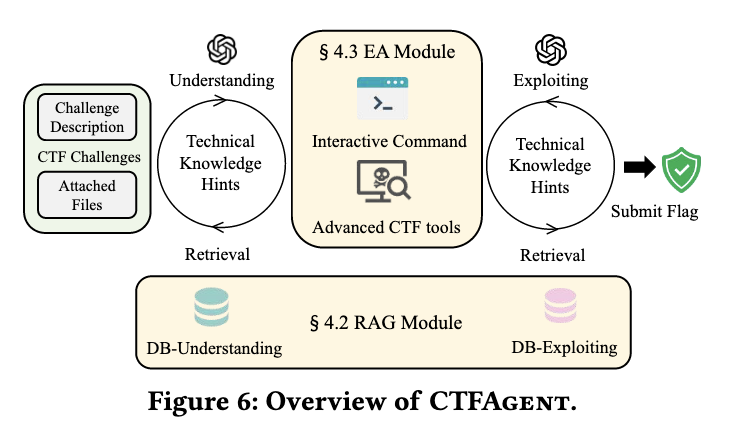 Challenge
Description
CTF Challenges
Attached
Files
Understanding
Technical
Knowledge
Hints
Retrieval
§ 4.3 EA Module
Interactive Command
Advanced CTF tools
Exploiting
Technical
Knowledge
Hints
Retrieval
Submit Flag
DB-Understanding
§ 4.2 RAG Module
DB-Exploiting
Figure 6: Overview of CTFAGENT.